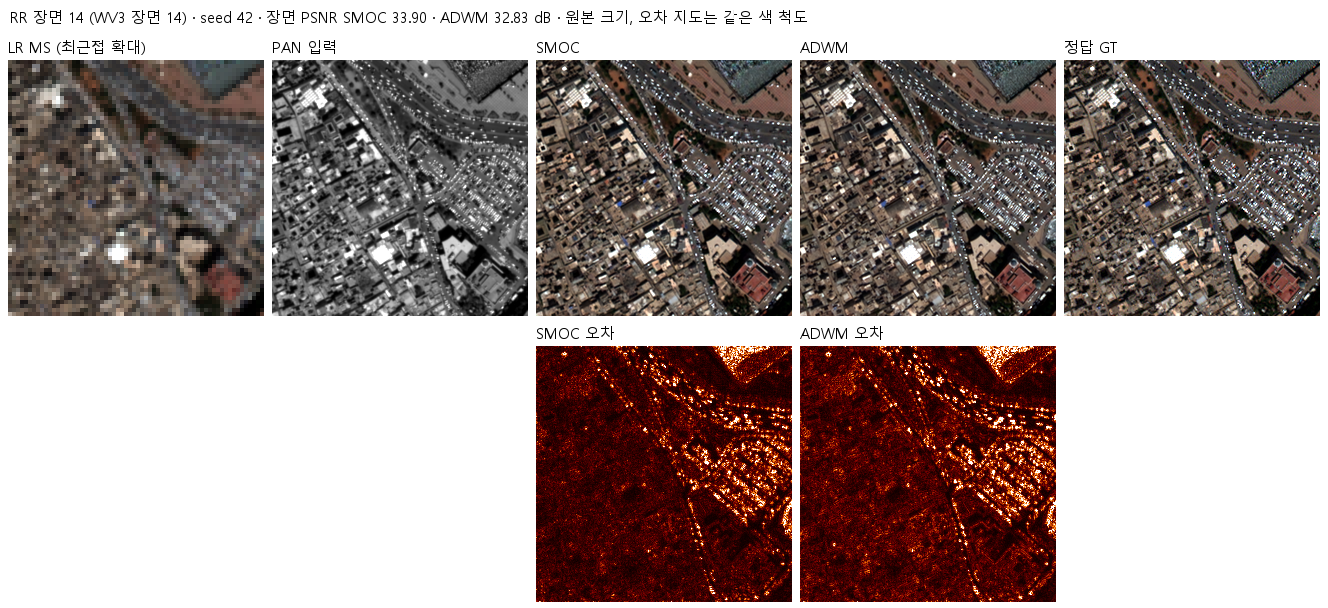 RR 장면 14 (WV3 장면 14) · seed 42 · 장면 PSNR SMOC 33.90 · ADWM 32.83 dB · 원본 크기, 오차 지도는 같은 색 척도
LR MS (최근접 확대)
PAN 입력
SMOC
ADWM
정답 GT
SMOC 오차
ADWM 오차